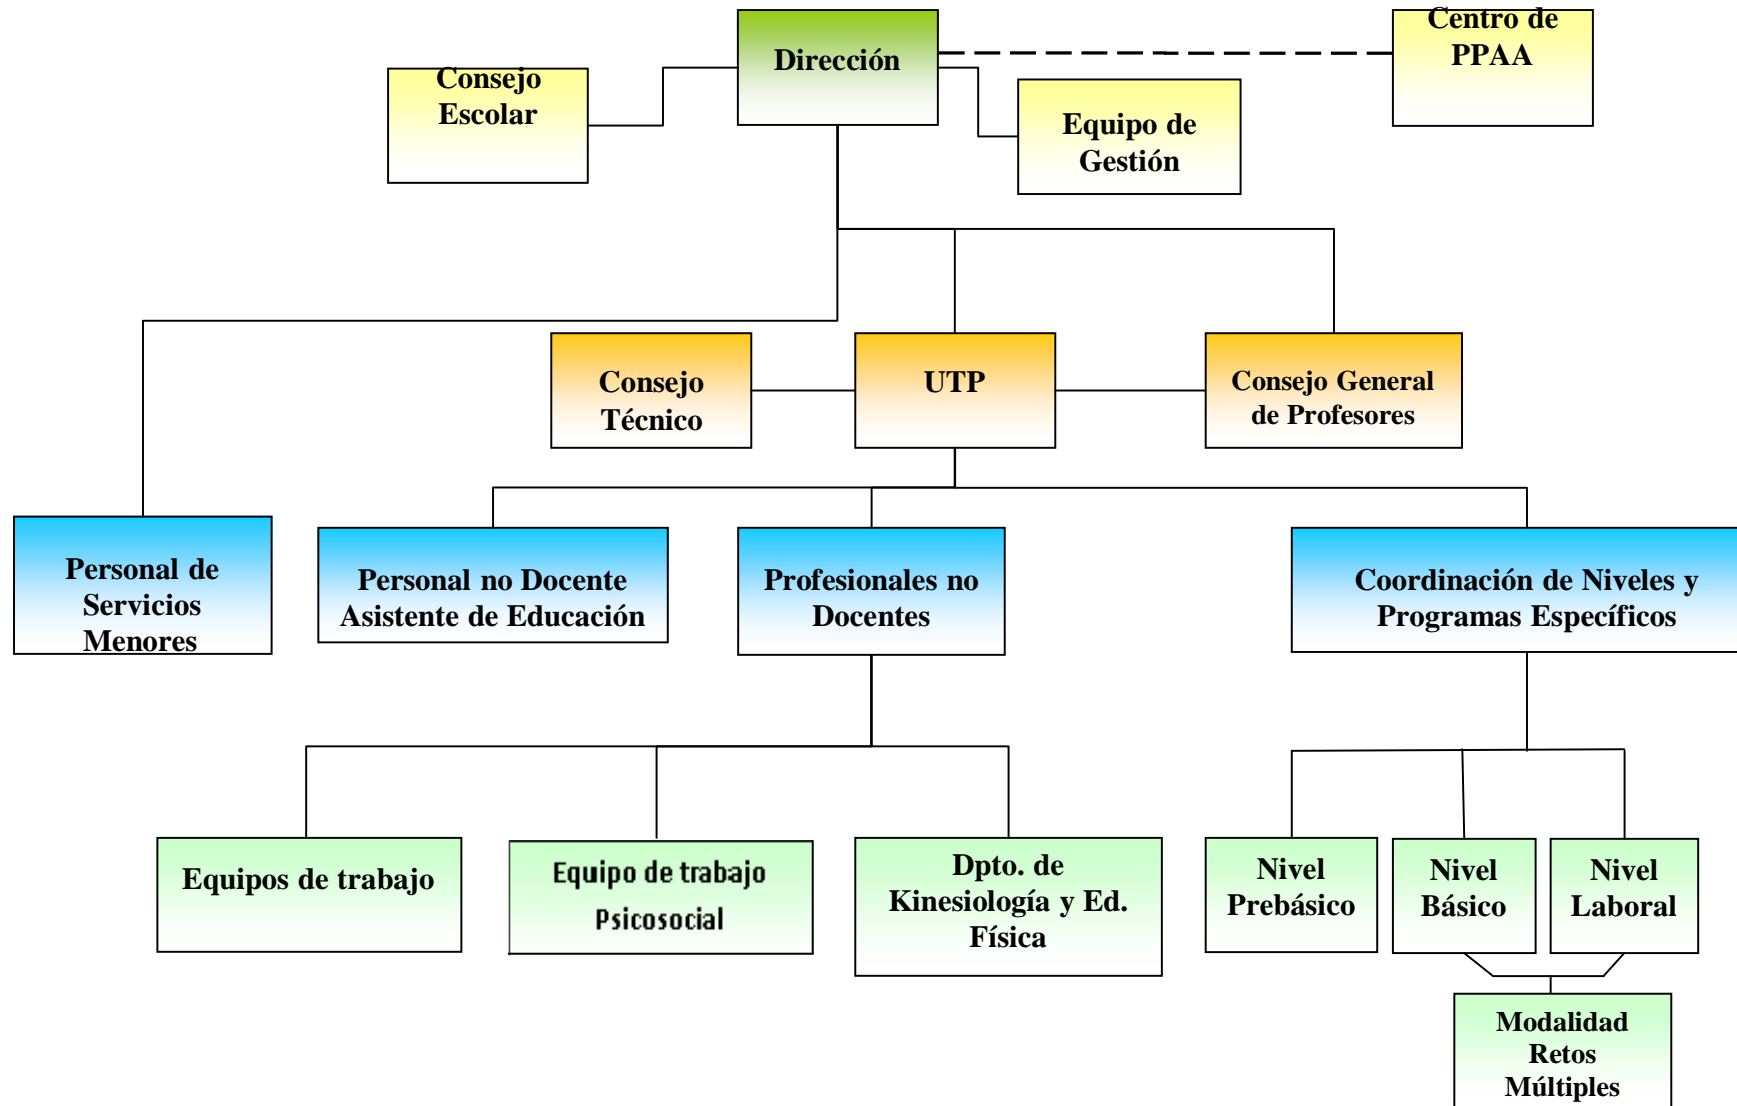 Dirección
Centro de
PPAA
Consejo
Escolar
Equipo de
Gestión
Consejo
Técnico
UTP
Consejo General
de Profesores
Personal de
Servicios
Menores
Personal no Docente
Asistente de Educación
Profesionales no
Docentes
Coordinación de Niveles y
Programas Específicos
Equipos de trabajo
Equipo de trabajo
Psicosocial
Dpto. de
Kinesiología y Ed.
Física
Nivel
Prebásico
Nivel
Básico
Nivel
Laboral
Modalidad
Retos
Múltiples